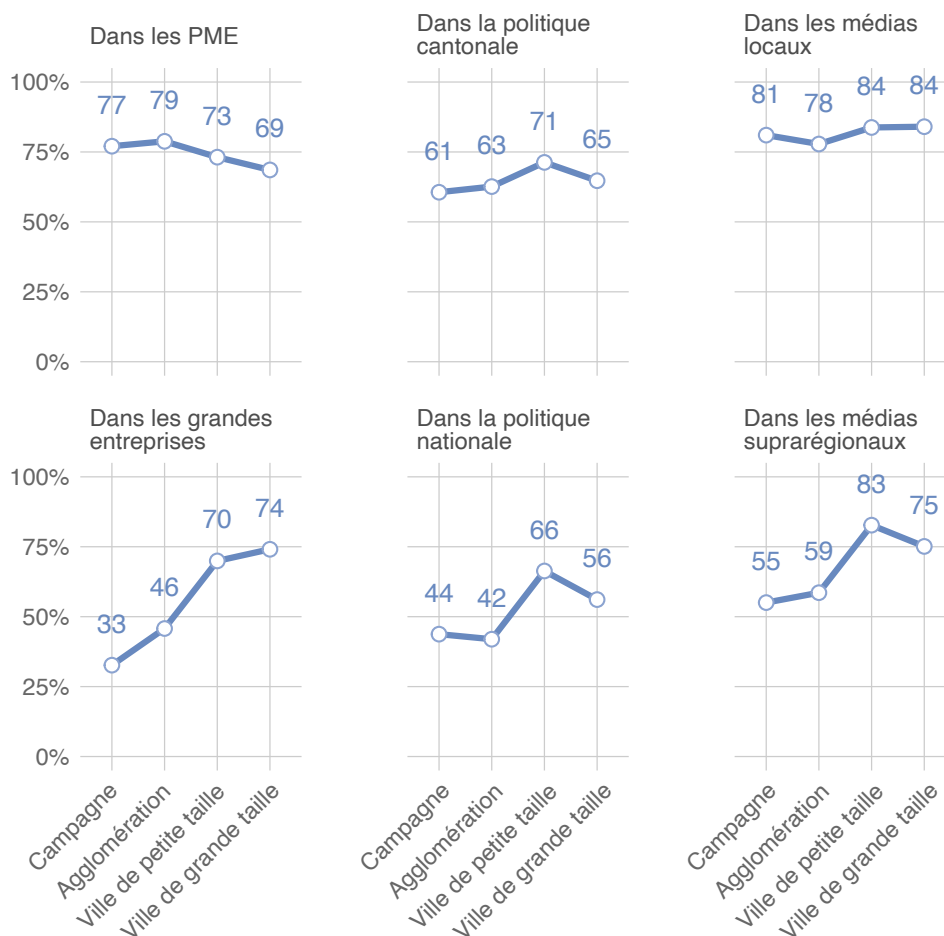 Dans les PME
Dans la politique
cantonale
Dans les médias
locaux
100%
75%
50%
25%
0%
77
79
73
69
61
63
71
65
81
78
84
84
Dans les grandes
entreprises
Dans la politique
nationale
Dans les médias
suprarégionaux
100%
75%
50%
25%
0%
33
46
70
74
44
42
66
56
55
59
83
75
Campagne
Agglomération
Ville de petite taille
Ville de grande taille
Campagne
Agglomération
Ville de petite taille
Ville de grande taille
Campagne
Agglomération
Ville de petite taille
Ville de grande taille